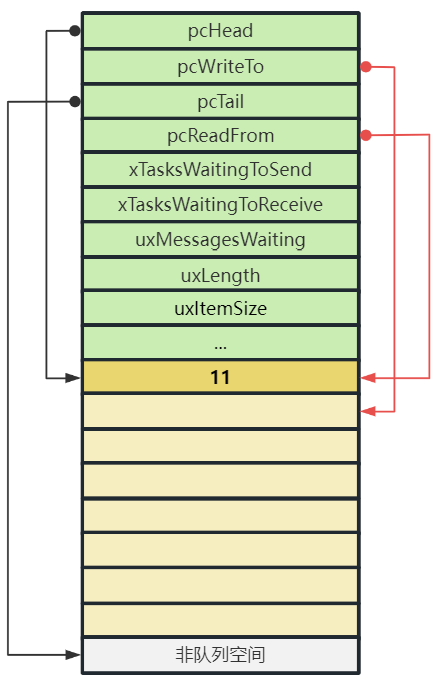 pcHead
pcWriteTo
pcTail
pcReadFrom
xTasksWaitingToSend
xTasksWaitingToReceive
uxMessagesWaiting
uxLength
uxItemSize
...
11
非队列空间